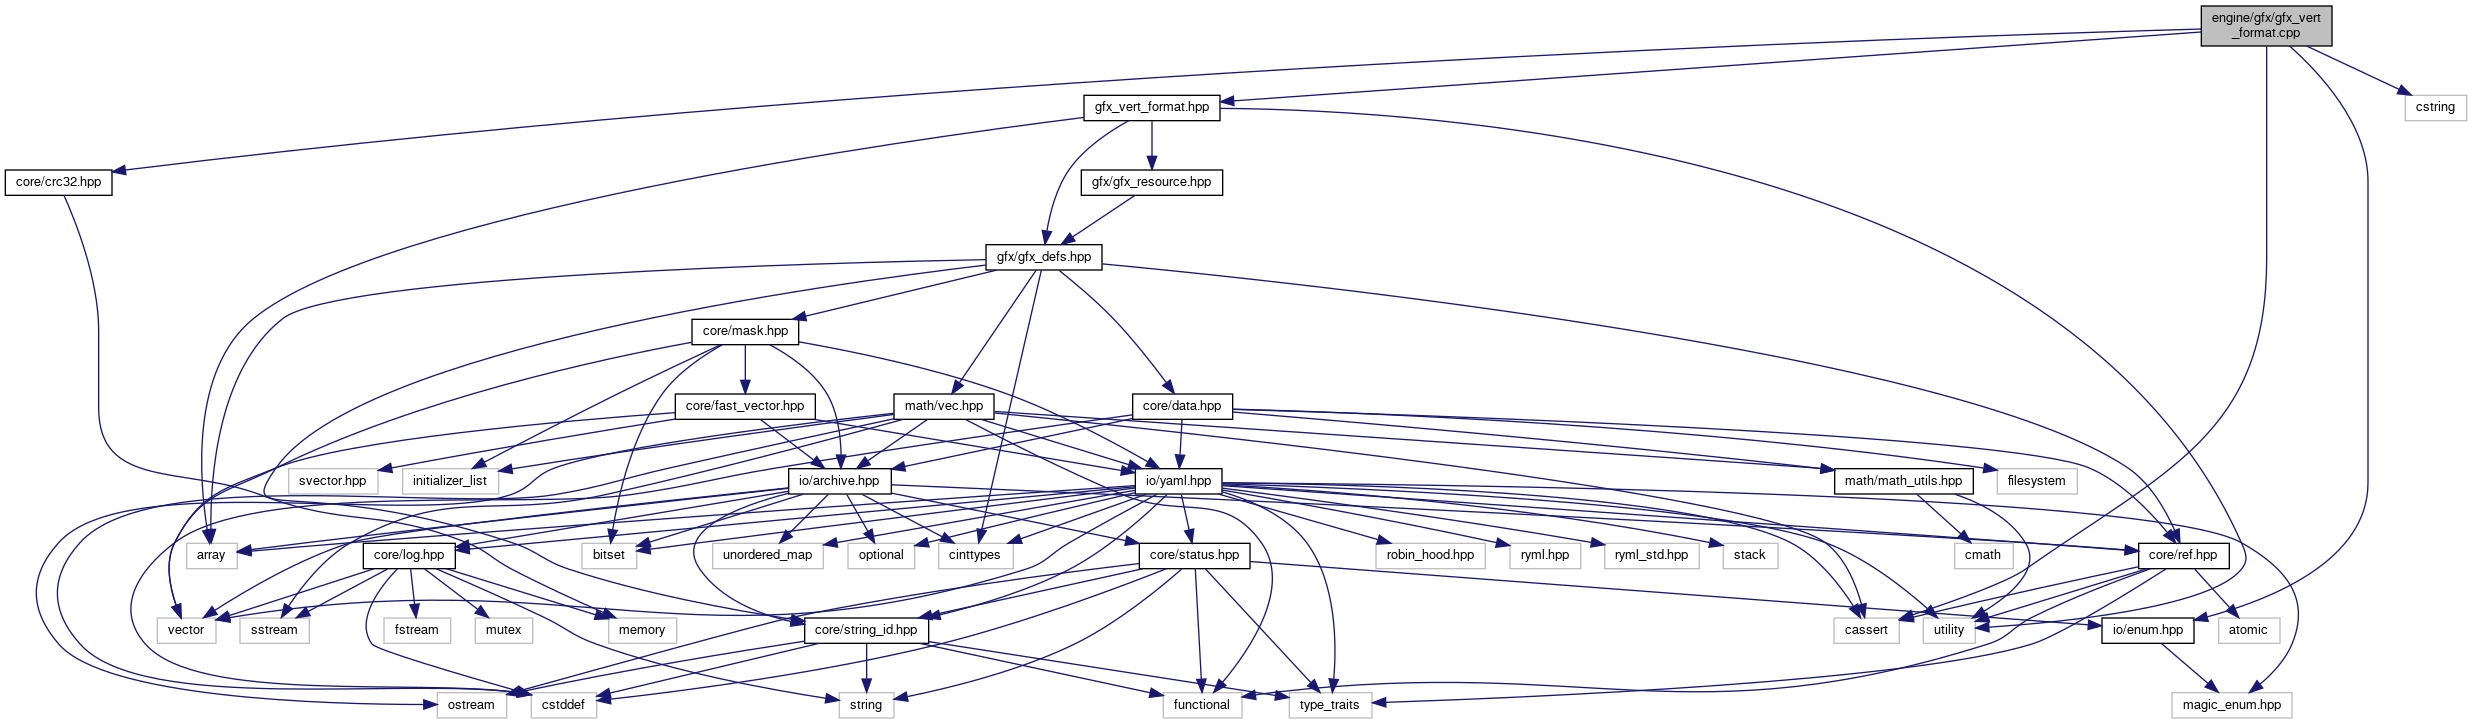 engine/gfx/gfx_vert
_format.cpp
gfx_vert_format.hpp
cstring
core/crc32.hpp
gfx/gfx_resource.hpp
gfx/gfx_defs.hpp
core/mask.hpp
core/fast_vector.hpp
math/vec.hpp
core/data.hpp
svector.hpp
initializer_list
io/archive.hpp
io/yaml.hpp
math/math_utils.hpp
filesystem
array
core/log.hpp
bitset
unordered_map
optional
cinttypes
core/status.hpp
robin_hood.hpp
ryml.hpp
ryml_std.hpp
stack
cmath
core/ref.hpp
vector
sstream
fstream
mutex
memory
core/string_id.hpp
cassert
utility
io/enum.hpp
atomic
ostream
cstddef
string
functional
type_traits
magic_enum.hpp